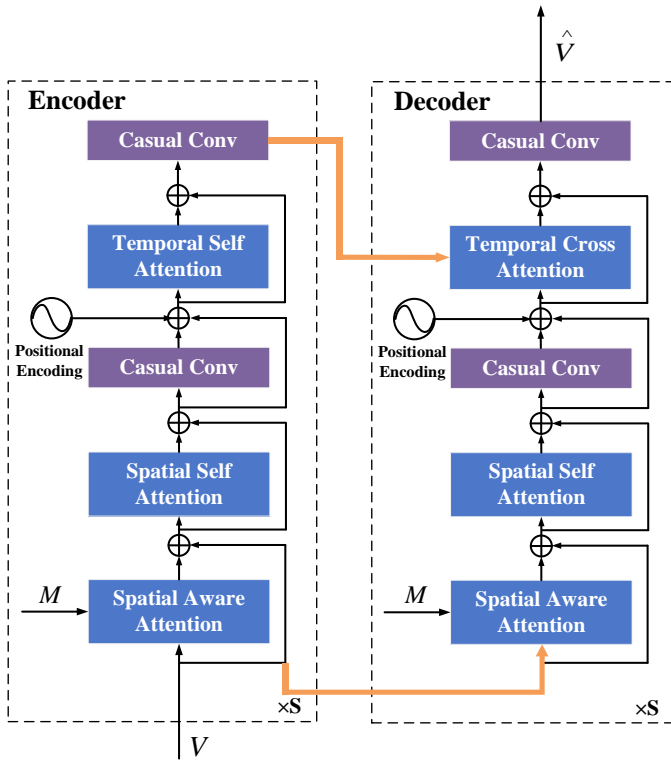 Encoder
Casual Conv
Temporal Self
Attention
Positional
Encoding
Casual Conv
Spatial Self
Attention
M
Spatial Aware
Attention
×S
V
V̂
Decoder
Casual Conv
Temporal Cross
Attention
Positional
Encoding
Casual Conv
Spatial Self
Attention
M
Spatial Aware
Attention
×S